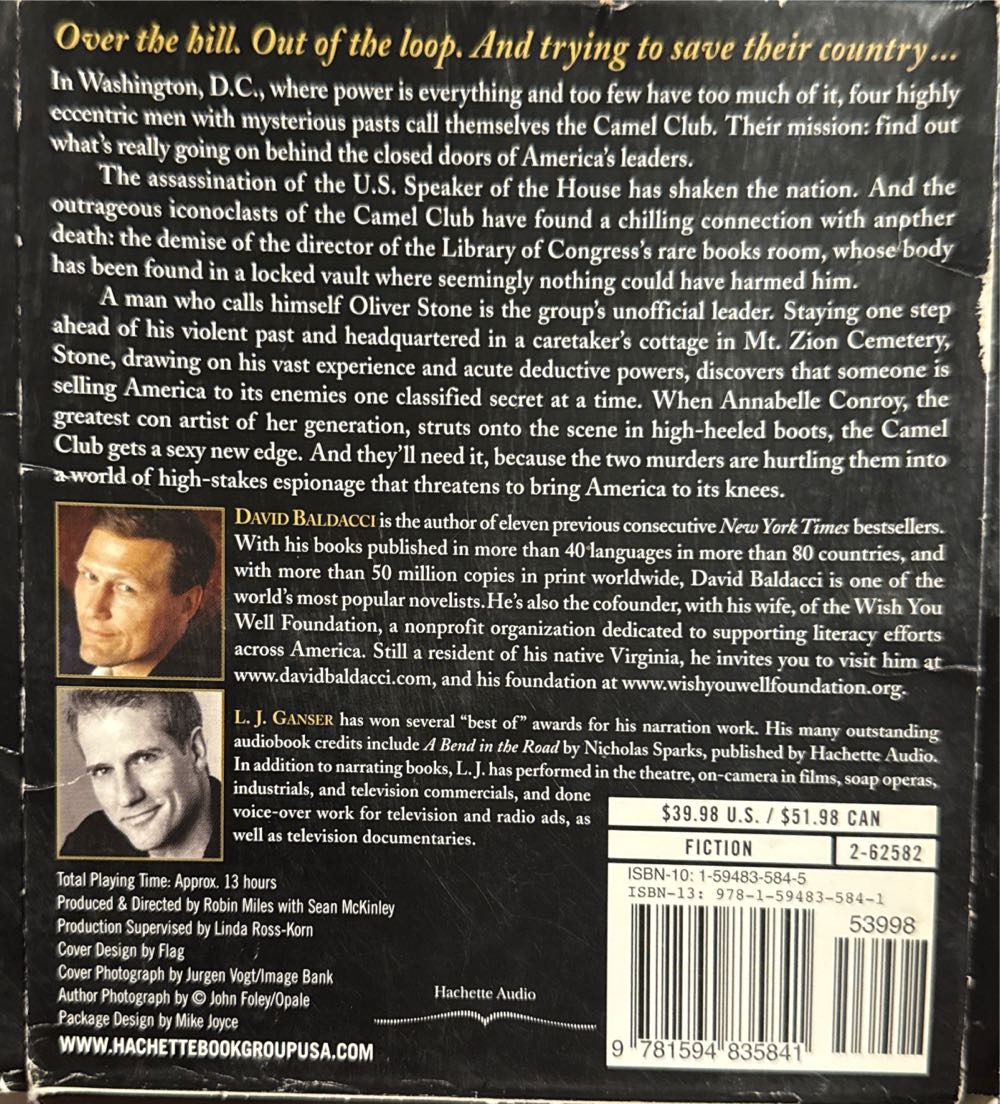 Over the hill. Out of the loop. And trying to save their country...
In Washington, D.C., where power is everything and too few have too much of it, four highly
eccentric men with mysterious pasts call themselves the Camel Club. Their mission: find out
what's really going on behind the closed doors of America's leaders.
The assassination of the U.S. Speaker of the House has shaken the nation. And the
outrageous iconoclasts of the Camel Club have found a chilling connection with another
death: the demise of the director of the Library of Congress's rare books room, whose body
has been found in a locked vault where seemingly nothing could have harmed him.
A man who calls himself Oliver Stone is the group's unofficial leader. Staying one step
ahead of his violent past and headquartered in a caretaker's cottage in Mt. Zion Cemetery,
Stone, drawing on his vast experience and acute deductive powers, discovers that someone is
selling America to its enemies one classified secret at a time. When Annabelle Conroy, the
greatest con artist of her generation, struts onto the scene in high-heeled boots, the Camel
Club gets a sexy new edge. And they'll need it, because the two murders are hurtling them into
a world of high-stakes espionage that threatens to bring America to its knees.
DAVID BALDACCI is the author of eleven previous consecutive New York Times bestsellers.
With his books published in more than 40 languages in more than 80 countries, and
with more than 50 million copies in print worldwide, David Baldacci is one of the
world's most popular novelists. He's also the cofounder, with his wife, of the Wish You
Well Foundation, a nonprofit organization dedicated to supporting literacy efforts
across America. Still a resident of his native Virginia, he invites you to visit him at
www.davidbaldacci.com, and his foundation at www.wishyouwellfoundation.org.
L. J. GANSER has won several "best of" awards for his narration work. His many outstanding
audiobook credits include A Bend in the Road by Nicholas Sparks, published by Hachette Audio.
In addition to narrating books, L.J. has performed in the theatre, on-camera in films, soap operas,
industrials, and television commercials, and done
voice-over work for television and radio ads, as
well as television documentaries.
Total Playing Time: Approx. 13 hours
Produced & Directed by Robin Miles with Sean McKinley
Production Supervised by Linda Ross-Korn
Cover Design by Flag
Cover Photograph by Jurgen Vogt/Image Bank
Author Photograph by © John Foley/Opale
Package Design by Mike Joyce
WWW.HACHETTEBOOKGROUPUSA.COM
Hachette Audio
$39.98 U.S. / $51.98 CAN
FICTION
2-62582
ISBN-10: 1-59483-584-5
ISBN-13: 978-1-59483-584-1
53998
9 781594 835841